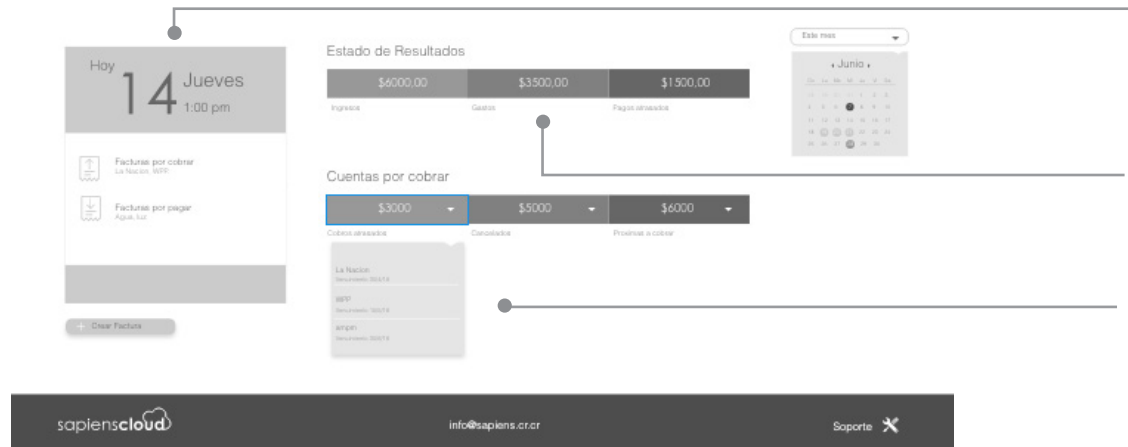 Hoy
14 Jueves
1:00 pm
Facturas por cobrar
La Nacion, WPP,
Facturas por pagar
Agua, luz
+ Crear Factura
Estado de Resultados
$6000,00 $3500,00 $1500,00
Ingresos Gastos Pagos atrasados
Cuentas por cobrar
$3000 $5000 $6000
Cobros atrasados Cancelados Proximas a cobrar
La Nacion
WPP
Este mes
Junio
sapienscloud info@sapiens.cr.cr Soporte